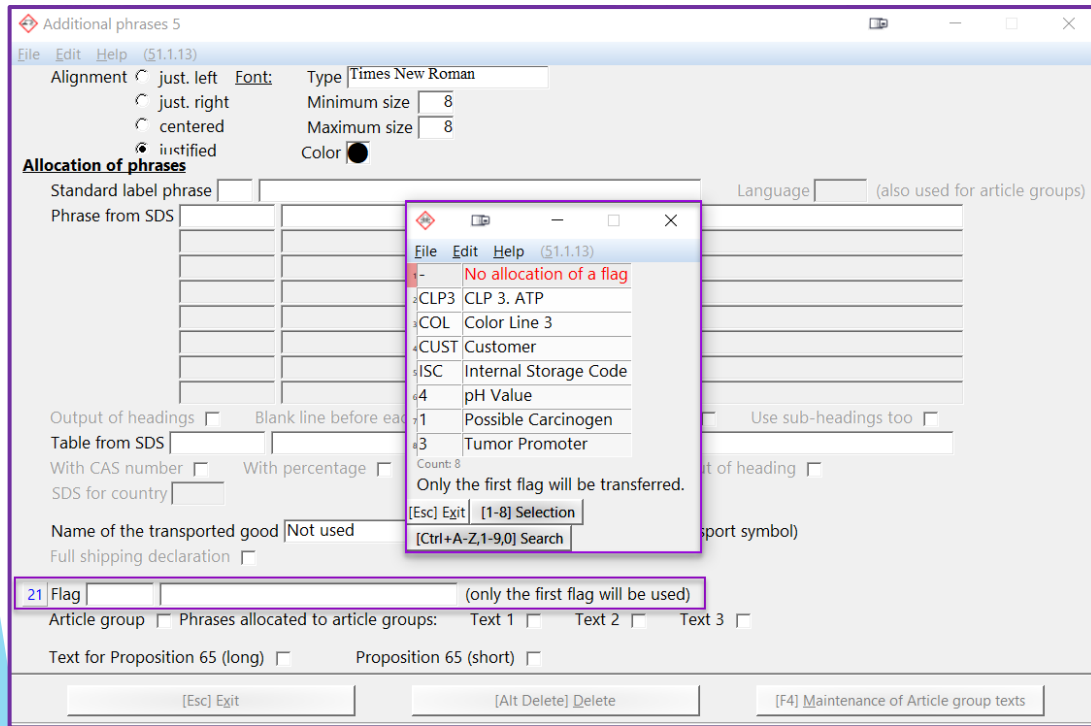 Additional phrases 5
File Edit Help (51.1.13)
Alignment just. left Font: Type Times New Roman
just. right Minimum size 8
centered Maximum size 8
justified Color
Allocation of phrases
Standard label phrase Language (also used for article groups)
Phrase from SDS
File Edit Help (51.1.13)
1 - No allocation of a flag
2 CLP3 CLP 3. ATP
3 COL Color Line 3
4 CUST Customer
5 ISC Internal Storage Code
6 4 pH Value
7 1 Possible Carcinogen
8 3 Tumor Promoter
Count: 8
Only the first flag will be transferred.
[Esc] Exit [1-8] Selection
[Ctrl+A-Z,1-9,0] Search
Output of headings Blank line before Use sub-headings too
Table from SDS
With CAS number With percentage of heading
SDS for country
Name of the transported good Not used symbol)
Full shipping declaration
21 Flag (only the first flag will be used)
Article group Phrases allocated to article groups: Text 1 Text 2 Text 3
Text for Proposition 65 (long) Proposition 65 (short)
[Esc] Exit [Alt Delete] Delete [F4] Maintenance of Article group texts